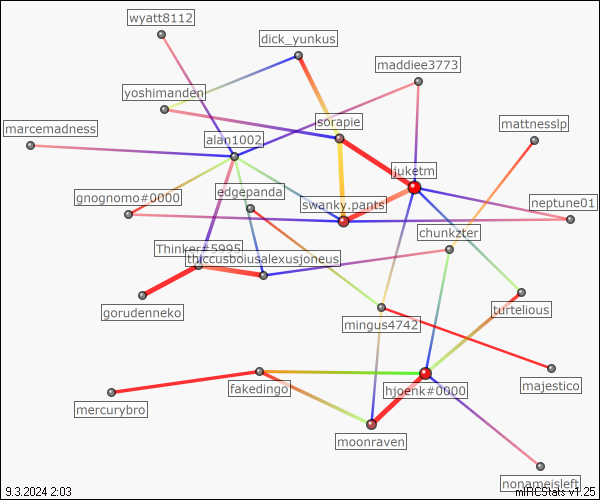 wyatt8112
dick_yunkus
maddiee3773
yoshimanden
sorapie
marcemadness
mattnesslp
alan1002
juketm
edgepanda
gnognomo#0000
swanky.pants
neptune01
chunkzter
Thinker#5995
thiccusboiusalexusjoneus
gorudenneko
mingus4742
turtelious
majestico
fakedingo
hjoenk#0000
mercurybro
moonraven
nonameisleft
9.3.2024 2:03
mIRCStats v1.25